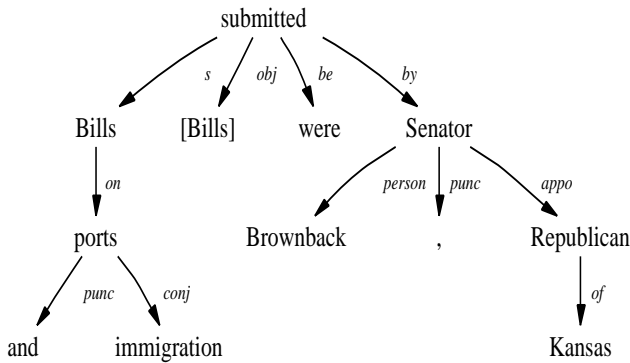 submitted
s obj be by
Bills [Bills] were Senator
on person punc appo
ports Brownback , Republican
punc conj of
and immigration Kansas